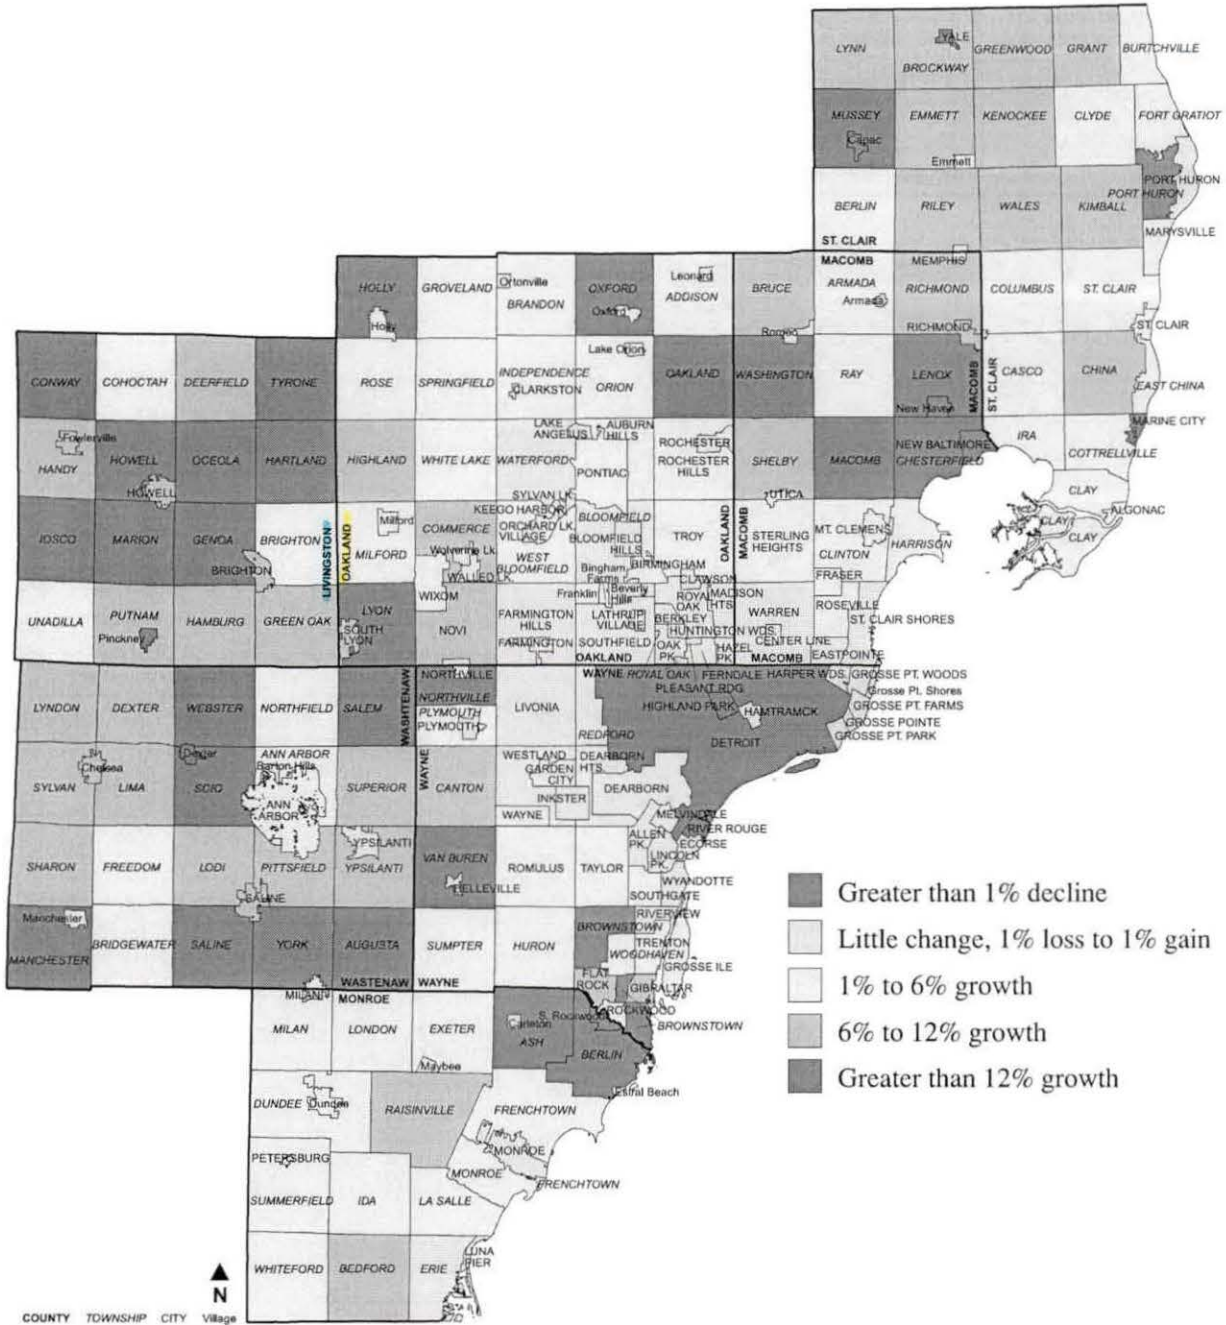 LYNN
YALE
BROCKWAY
GREENWOOD
GRANT
BURTCHVILLE
MUSSEY
Capac
EMMETT
KENOCKEE
CLYDE
FORT GRATIOT
Emmett
PORT HURON
PORT HURON
BERLIN
RILEY
WALES
KIMBALL
ST. CLAIR
MARYSVILLE
MACOMB
MEMPHIS
HOLLY
Holly
GROVELAND
Ortonville
BRANDON
OXFORD
Oxford
Leonard
ADDISON
BRUCE
Romeo
ARMADA
Armada
RICHMOND
RICHMOND
COLUMBUS
ST. CLAIR
ST. CLAIR
CONWAY
COHOCTAH
DEERFIELD
TYRONE
ROSE
SPRINGFIELD
INDEPENDENCE
CLARKSTON
Lake Orion
ORION
OAKLAND
WASHINGTON
RAY
LENOX
New Haven
MACOMB
ST. CLAIR
CASCO
CHINA
EAST CHINA
MARINE CITY
Fowlerville
HANDY
HOWELL
HOWELL
OCEOLA
HARTLAND
HIGHLAND
WHITE LAKE
WATERFORD
LAKE
ANGELUS
AUBURN
HILLS
PONTIAC
ROCHESTER
ROCHESTER
HILLS
SHELBY
UTICA
MACOMB
NEW BALTIMORE
CHESTERFIELD
IRA
COTTRELLVILLE
CLAY
CLAY
CLAY
ALGONAC
IOSCO
MARION
GENOA
BRIGHTON
BRIGHTON
LIVINGSTON
OAKLAND
Milford
MILFORD
COMMERCE
Wolverine Lk.
WALLED LK.
SYLVAN LK.
KEEGO HARBOR
ORCHARD LK.
VILLAGE
WEST
BLOOMFIELD
BLOOMFIELD
BLOOMFIELD
HILLS
Bingham
Farms
BIRMINGHAM
TROY
CLAWSON
OAKLAND
MACOMB
STERLING
HEIGHTS
MT. CLEMENS
CLINTON
HARRISON
FRASER
UNADILLA
PUTNAM
Pinckney
HAMBURG
GREEN OAK
LYON
SOUTH
LYON
WIXOM
NOVI
FARMINGTON
HILLS
FARMINGTON
Franklin
Beverly
Hills
LATHRUP
VILLAGE
SOUTHFIELD
ROYAL
OAK
MADISON
HTS
BERKLEY
HUNTINGTON WDS.
OAK
PK.
HAZEL
PK
WARREN
CENTER LINE
ROSEVILLE
ST. CLAIR SHORES
EASTPOINTE
OAKLAND
MACOMB
WAYNE
ROYAL OAK
FERNDALE
HARPER WDS.
GROSSE PT. WOODS
PLEASANT RDG.
Grosse Pt. Shores
HIGHLAND PARK
HAMTRAMCK
GROSSE PT. FARMS
GROSSE POINTE
GROSSE PT. PARK
DETROIT
LYNDON
DEXTER
WEBSTER
NORTHFIELD
SALEM
WASHTENAW
NORTHVILLE
NORTHVILLE
PLYMOUTH
PLYMOUTH
LIVONIA
REDFORD
SYLVAN
Chelsea
LIMA
Dexter
SCIO
ANN ARBOR
Barton Hills
ANN
ARBOR
SUPERIOR
WAYNE
CANTON
WESTLAND
GARDEN
CITY
INKSTER
WAYNE
DEARBORN
HTS.
DEARBORN
MELVINDALE
RIVER ROUGE
ECORSE
ALLEN
PK.
LINCOLN
PK.
WYANDOTTE
SOUTHGATE
SHARON
FREEDOM
LODI
PITTSFIELD
SALINE
YPSILANTI
YPSILANTI
VAN BUREN
BELLEVILLE
ROMULUS
TAYLOR
Manchester
MANCHESTER
BRIDGEWATER
SALINE
YORK
AUGUSTA
SUMPTER
HURON
BROWNSTOWN
RIVERVIEW
TRENTON
WOODHAVEN
GROSSE ILE
FLAT
ROCK
GIBRALTAR
ROCKWOOD
BROWNSTOWN
WASTENAW
WAYNE
MILAN
MONROE
MILAN
LONDON
EXETER
Maybee
Carleton
ASH
S. Rockwood
BERLIN
Estral Beach
DUNDEE
Dundee
RAISINVILLE
FRENCHTOWN
MONROE
MONROE
FRENCHTOWN
PETERSBURG
SUMMERFIELD
IDA
LA SALLE
WHITEFORD
BEDFORD
ERIE
LUNA
PIER
Greater than 1% decline
Little change, 1% loss to 1% gain
1% to 6% growth
6% to 12% growth
Greater than 12% growth
N
COUNTY TOWNSHIP CITY Village